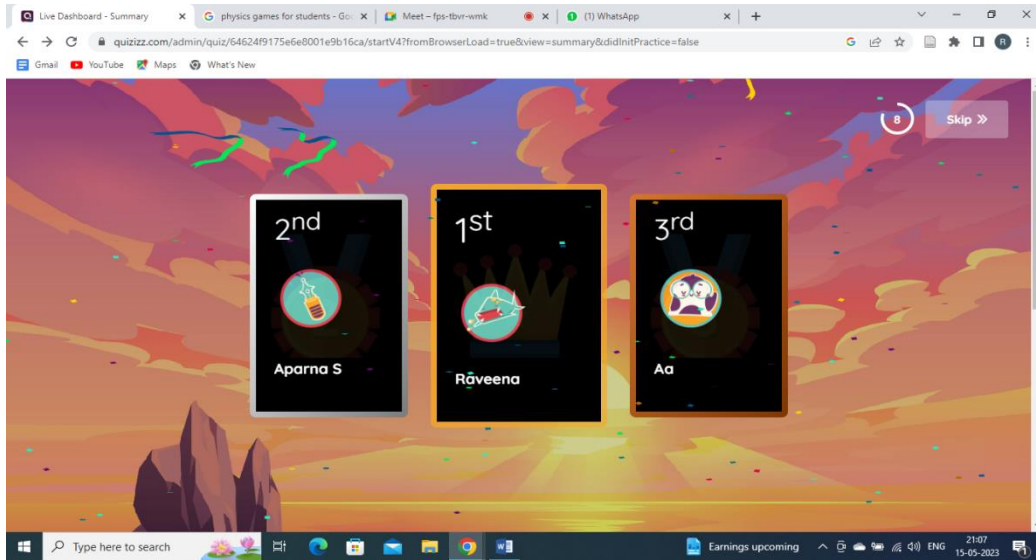 Live Dashboard - Summary
physics games for students - Goo
Meet – fps-tbvr-wmk
(1) WhatsApp
quizizz.com/admin/quiz/64624f9175e6e8001e9b16ca/startV4?fromBrowserLoad=true&view=summary&didInitPractice=false
R
Gmail
YouTube
Maps
What's New
8
Skip
2nd
Aparna S
1st
Raveena
3rd
Aa
Type here to search
Earnings upcoming
ENG
21:07
15-05-2023